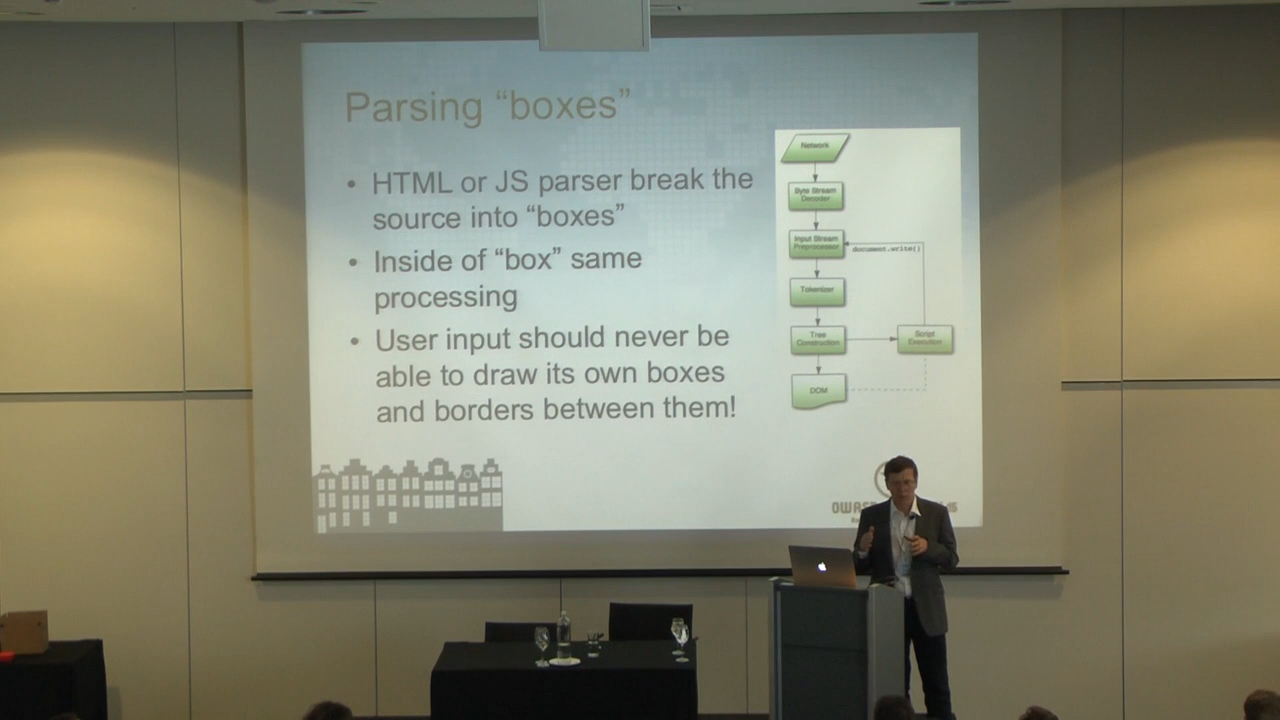 Parsing “boxes”
• HTML or JS parser break the
source into “boxes”
• Inside of “box” same
processing
• User input should never be
able to draw its own boxes
and borders between them!
Network
Byte Stream
Decoder
Input Stream
Preprocessor
document.write()
Tokenizer
Tree
Construction
Script
Execution
DOM